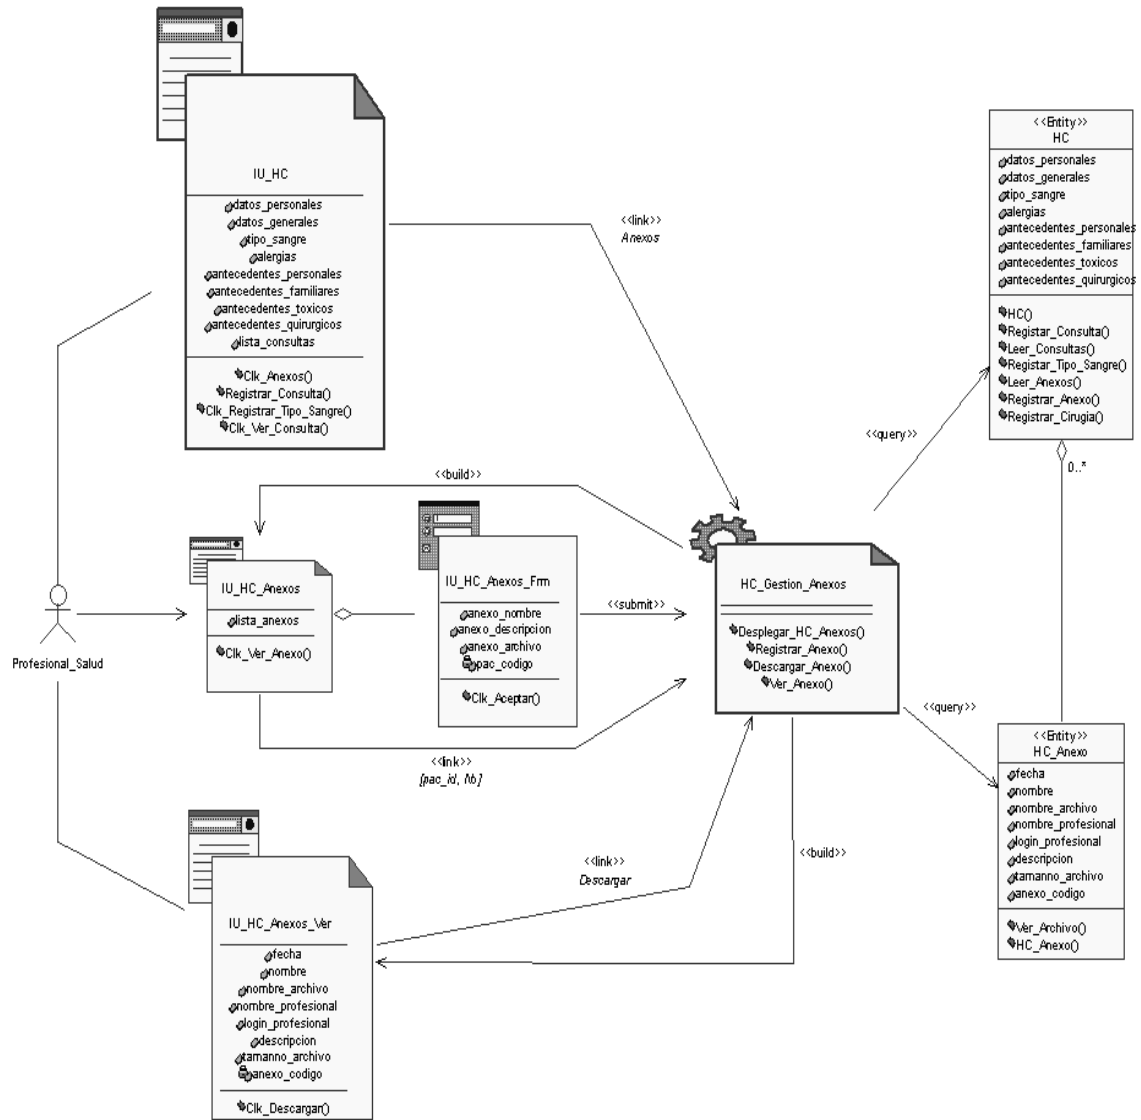 IU_HC
datos_personales
datos_generales
tipo_sangre
alergias
antecedentes_personales
antecedentes_familiares
antecedentes_toxicos
antecedentes_quirurgicos
lista_consultas
Clk_Anexos()
Registrar_Consulta()
Clk_Registrar_Tipo_Sangre()
Clk_Ver_Consulta()
<<link>>
Anexos
<<Entity>>
HC
datos_personales
datos_generales
tipo_sangre
alergias
antecedentes_personales
antecedentes_familiares
antecedentes_toxicos
antecedentes_quirurgicos
HC()
Registar_Consulta()
Leer_Consultas()
Registar_Tipo_Sangre()
Leer_Anexos()
Registrar_Anexo()
Registrar_Cirugia()
<<query>>
0..*
<<build>>
IU_HC_Anexos
lista_anexos
Clk_Ver_Anexo()
IU_HC_Anexos_Frm
anexo_nombre
anexo_descripcion
anexo_archivo
pac_codigo
Clk_Aceptar()
<<submit>>
HC_Gestion_Anexos
Desplegar_HC_Anexos()
Registrar_Anexo()
Descargar_Anexo()
Ver_Anexo()
Profesional_Salud
<<link>>
<<query>>
<<Entity>>
HC_Anexo
fecha
nombre
nombre_archivo
nombre_profesional
login_profesional
descripcion
tamanno_archivo
anexo_codigo
Ver_Archivo()
HC_Anexo()
<<link>>
Descargar
<<build>>
IU_HC_Anexos_Ver
fecha
nombre
nombre_archivo
nombre_profesional
login_profesional
descripcion
tamanno_archivo
anexo_codigo
Clk_Descargar()